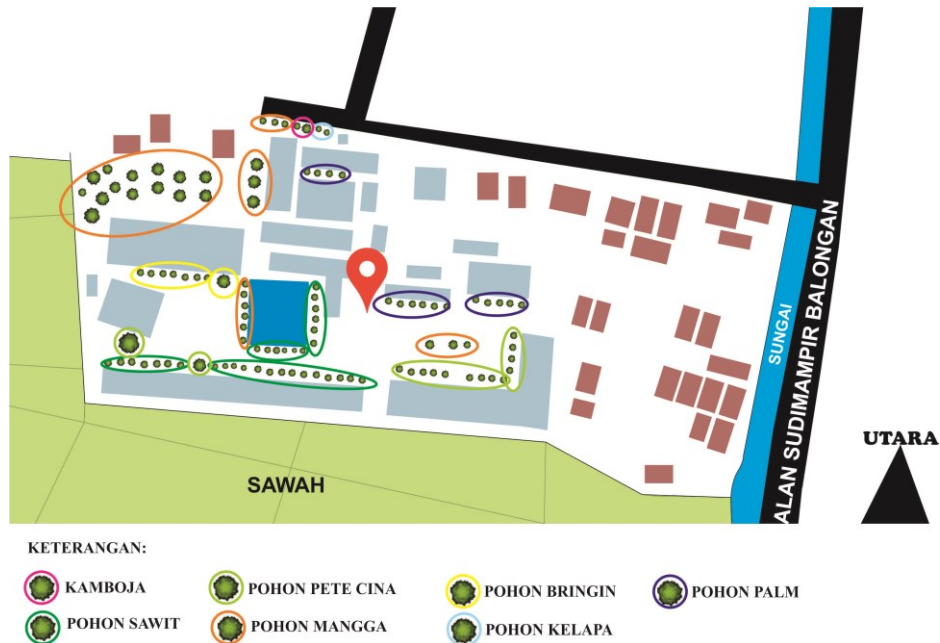 SUNGAI
ALAN SUDIMAMPIR BALONGAN
UTARA
SAWAH
KETERANGAN:
KAMBOJA
POHON PETE CINA
POHON BRINGIN
POHON PALM
POHON SAWIT
POHON MANGGA
POHON KELAPA